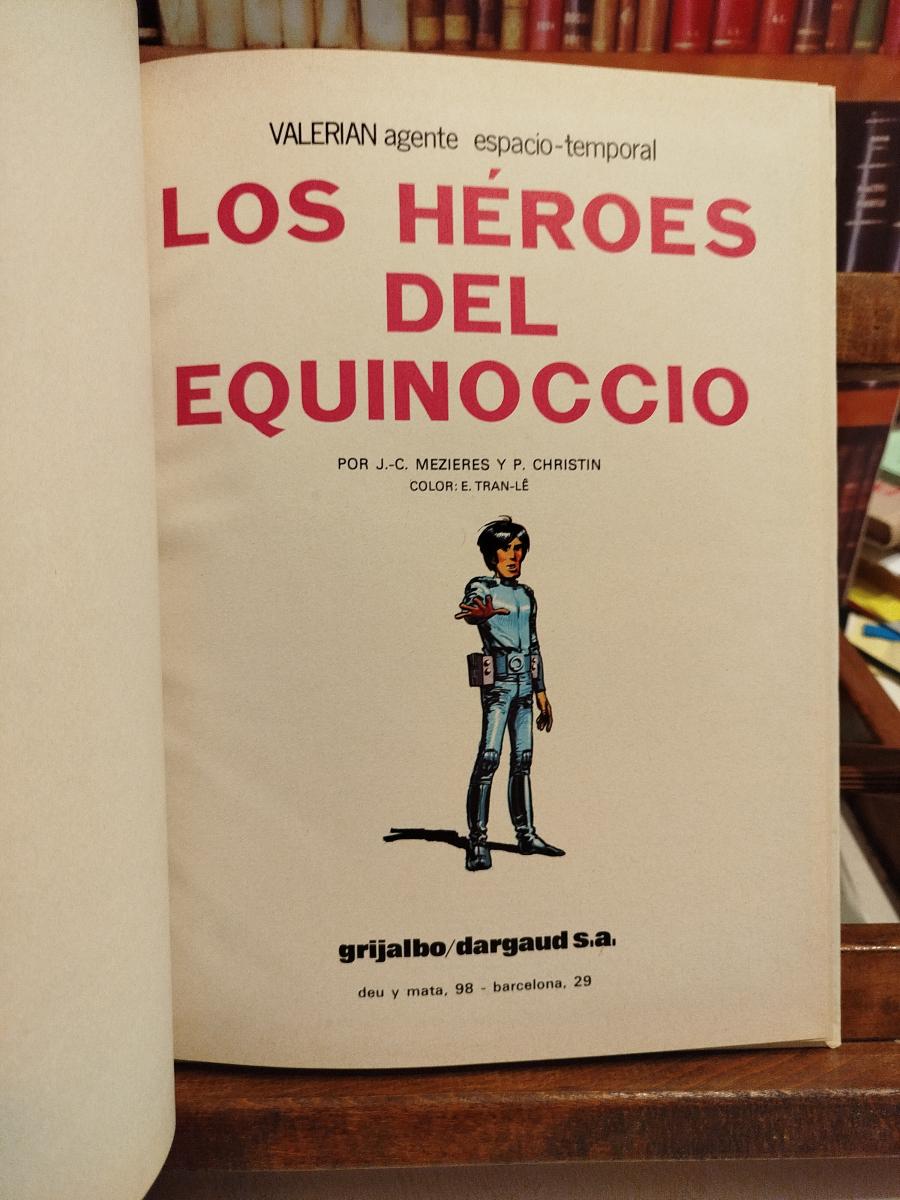 VALERIAN agente espacio-temporal
LOS HÉROES
DEL
EQUINOCCIO
POR J.-C. MEZIERES Y P. CHRISTIN
COLOR: E. TRAN-LÊ
grijalbo/dargaud s.a.
deu y mata, 98 - barcelona, 29